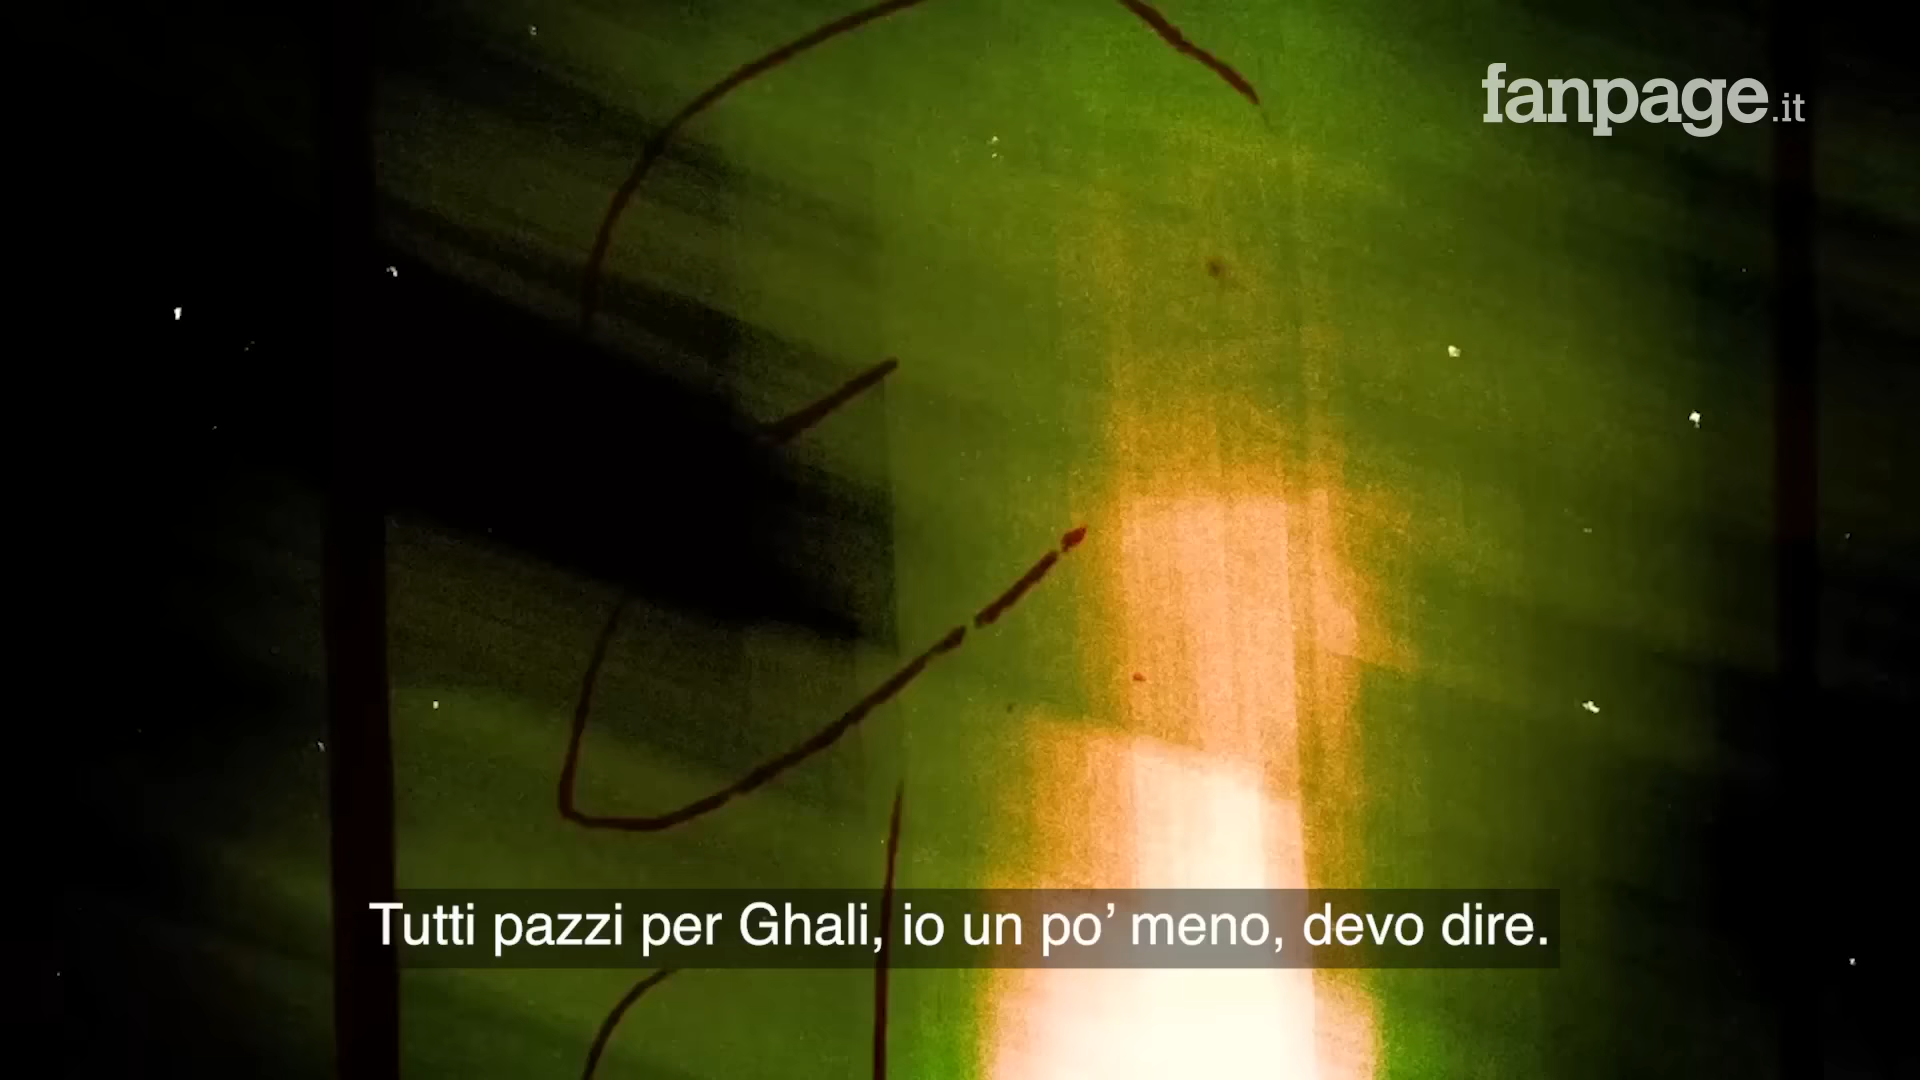 fanpage.it
Tutti pazzi per Ghali, io un po’ meno, devo dire.